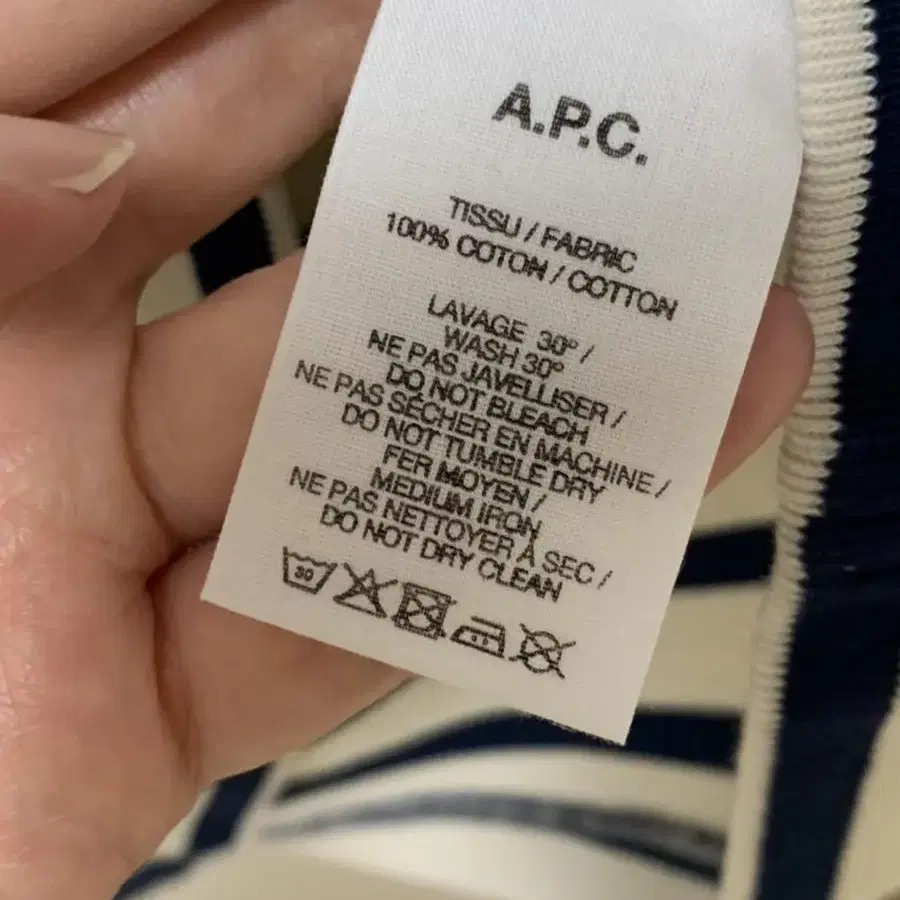 A.P.C.
TISSU / FABRIC
100% COTON / COTTON
LAVAGE 30° /
WASH 30°
NE PAS JAVELLISER /
DO NOT BLEACH
NE PAS SÉCHER EN MACHINE /
DO NOT TUMBLE DRY
FER MOYEN /
MEDIUM IRON
NE PAS NETTOYER À SEC /
DO NOT DRY CLEAN
30